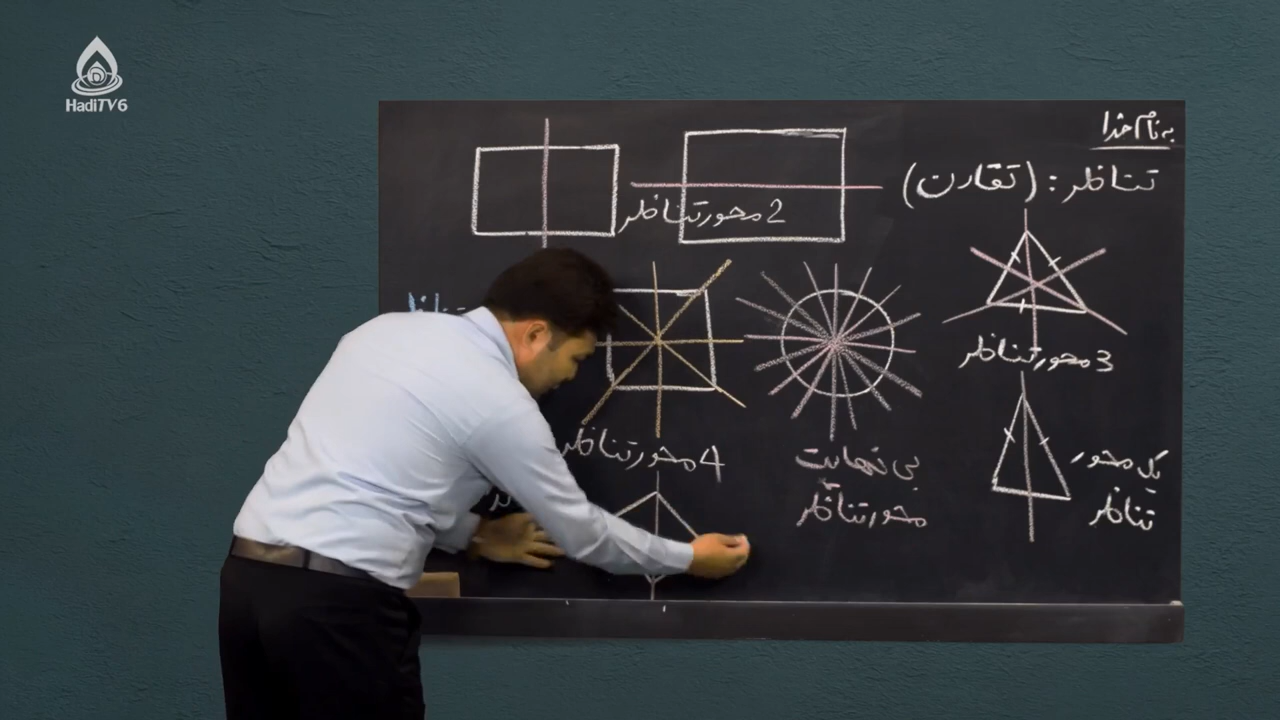 HadiTV6
به نام خدا
تناظر: (تقارن)
2 محور تناظر
3 محور تناظر
4 محور تناظر
بی نهایت
محور تناظر
یک محور
تناظر